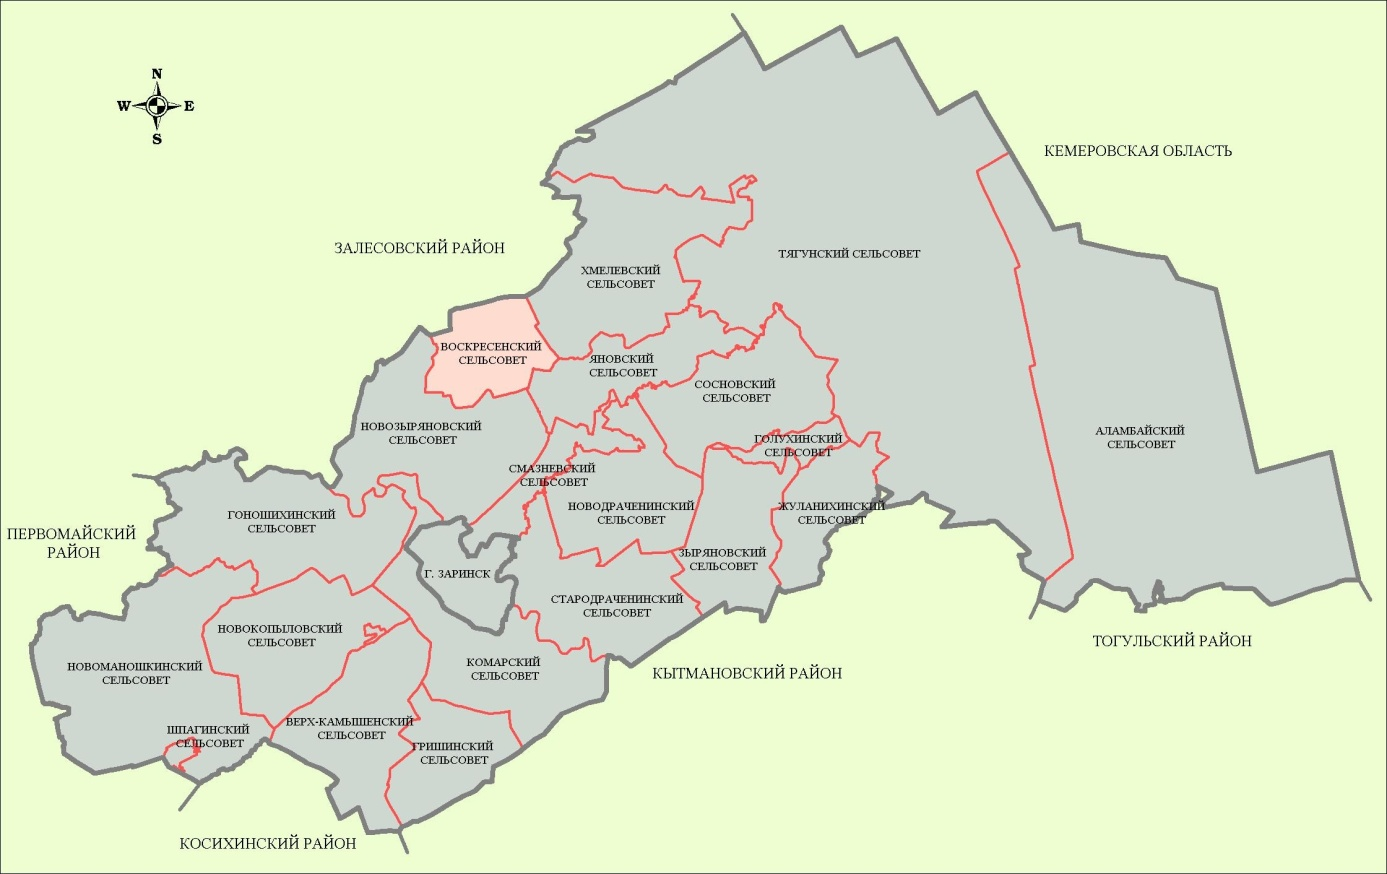 N
W E
S
КЕМЕРОВСКАЯ ОБЛАСТЬ
ЗАЛЕСОВСКИЙ РАЙОН
ТЯГУНСКИЙ СЕЛЬСОВЕТ
ХМЕЛЕВСКИЙ
СЕЛЬСОВЕТ
ВОСКРЕСЕНСКИЙ
СЕЛЬСОВЕТ
ЯНОВСКИЙ
СЕЛЬСОВЕТ
СОСНОВСКИЙ
СЕЛЬСОВЕТ
НОВОЗЫРЯНОВСКИЙ
СЕЛЬСОВЕТ
ГОЛУХИНСКИЙ
СЕЛЬСОВЕТ
АЛАМБАЙСКИЙ
СЕЛЬСОВЕТ
СМАЗНЕВСКИЙ
СЕЛЬСОВЕТ
НОВОДРАЧЕНИНСКИЙ
СЕЛЬСОВЕТ
ЖУЛАНИХИНСКИЙ
СЕЛЬСОВЕТ
ГОНОШИХИНСКИЙ
СЕЛЬСОВЕТ
ПЕРВОМАЙСКИЙ
РАЙОН
ЗЫРЯНОВСКИЙ
СЕЛЬСОВЕТ
Г. ЗАРИНСК
СТАРОДРАЧЕНИНСКИЙ
СЕЛЬСОВЕТ
НОВОКОПЫЛОВСКИЙ
СЕЛЬСОВЕТ
ТОГУЛЬСКИЙ РАЙОН
НОВОМАНОШКИНСКИЙ
СЕЛЬСОВЕТ
КОМАРСКИЙ
СЕЛЬСОВЕТ
КЫТМАНОВСКИЙ РАЙОН
ШПАГИНСКИЙ
СЕЛЬСОВЕТ
ВЕРХ-КАМЫШЕНСКИЙ
СЕЛЬСОВЕТ
ГРИШИНСКИЙ
СЕЛЬСОВЕТ
КОСИХИНСКИЙ РАЙОН